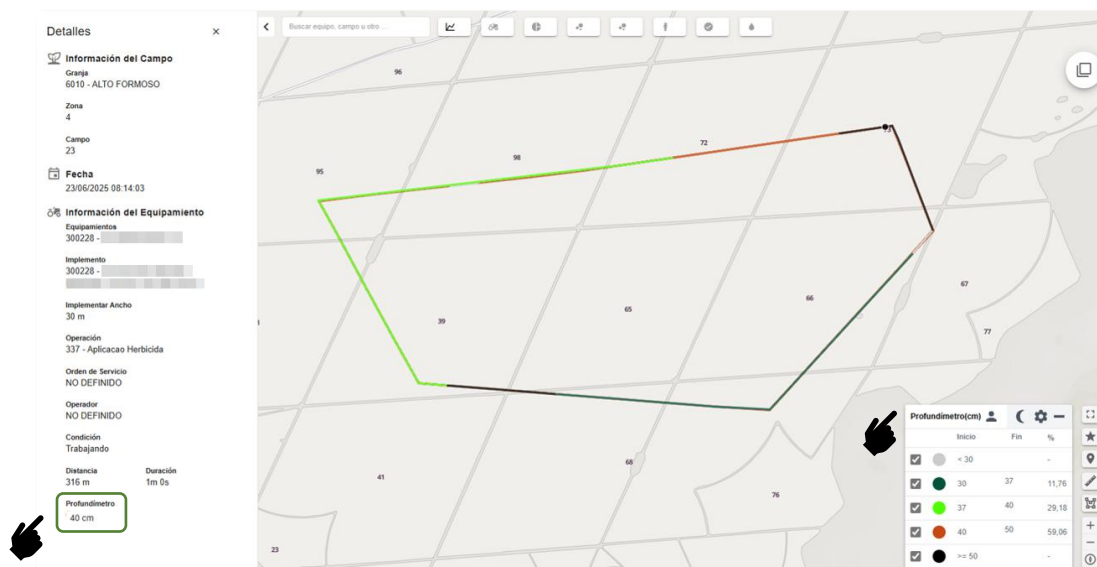 Detalles
×
Información del Campo
Granja
6010 - ALTO FORMOSO
Zona
4
Campo
23
Fecha
23/06/2025 08:14:03
Información del Equipamiento
Equipamientos
300228 -
Implemento
300228 -
Implementar Ancho
30 m
Operación
337 - Aplicacao Herbicida
Orden de Servicio
NO DEFINIDO
Operador
NO DEFINIDO
Condición
Trabajando
Distancia Duración
316 m 1m 0s
Profundímetro
40 cm
Buscar equipo, campo u otro ...
96
72
73
98
95
67
66
65
39
77
68
41
76
23
Profundímetro(cm)
Inicio Fin %
< 30 -
30 37 11,76
37 40 29,18
40 50 59,06
>= 50 -